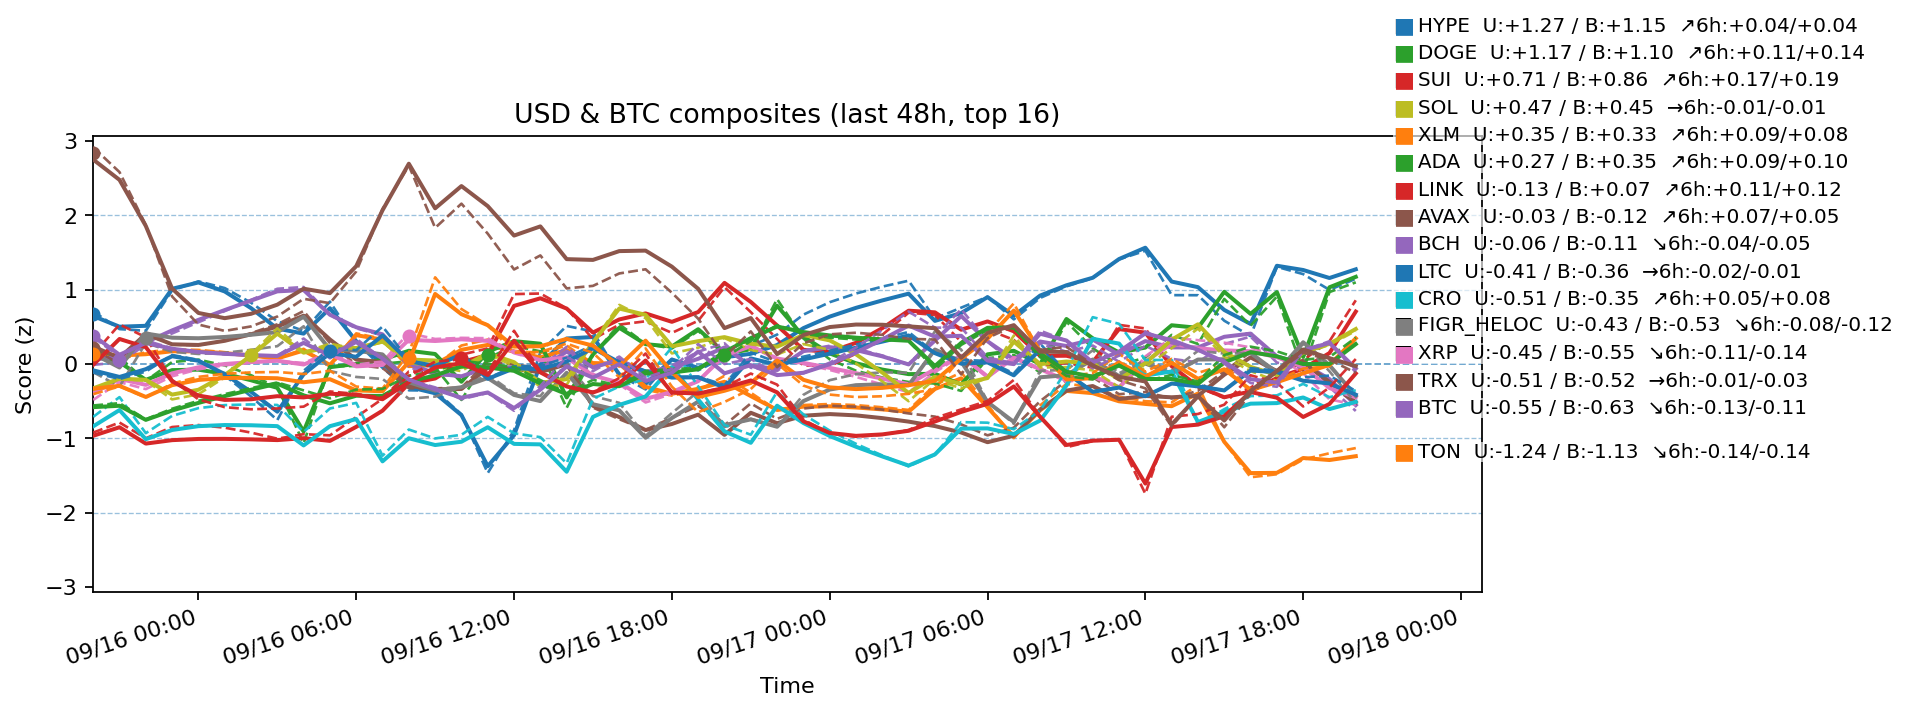 HYPE  U:+1.27 / B:+1.15  ↗6h:+0.04/+0.04
DOGE  U:+1.17 / B:+1.10  ↗6h:+0.11/+0.14
SUI  U:+0.71 / B:+0.86  ↗6h:+0.17/+0.19
SOL  U:+0.47 / B:+0.45  →6h:-0.01/-0.01
XLM  U:+0.35 / B:+0.33  ↗6h:+0.09/+0.08
ADA  U:+0.27 / B:+0.35  ↗6h:+0.09/+0.10
LINK  U:-0.13 / B:+0.07  ↗6h:+0.11/+0.12
AVAX  U:-0.03 / B:-0.12  ↗6h:+0.07/+0.05
BCH  U:-0.06 / B:-0.11  ↘6h:-0.04/-0.05
LTC  U:-0.41 / B:-0.36  →6h:-0.02/-0.01
CRO  U:-0.51 / B:-0.35  ↗6h:+0.05/+0.08
FIGR_HELOC  U:-0.43 / B:-0.53  ↘6h:-0.08/-0.12
XRP  U:-0.45 / B:-0.55  ↘6h:-0.11/-0.14
TRX  U:-0.51 / B:-0.52  →6h:-0.01/-0.03
BTC  U:-0.55 / B:-0.63  ↘6h:-0.13/-0.11
TON  U:-1.24 / B:-1.13  ↘6h:-0.14/-0.14
USD & BTC composites (last 48h, top 16)
Score (z)
3
2
1
0
−1
−2
−3
09/16 00:00
09/16 06:00
09/16 12:00
09/16 18:00
09/17 00:00
09/17 06:00
09/17 12:00
09/17 18:00
09/18 00:00
Time